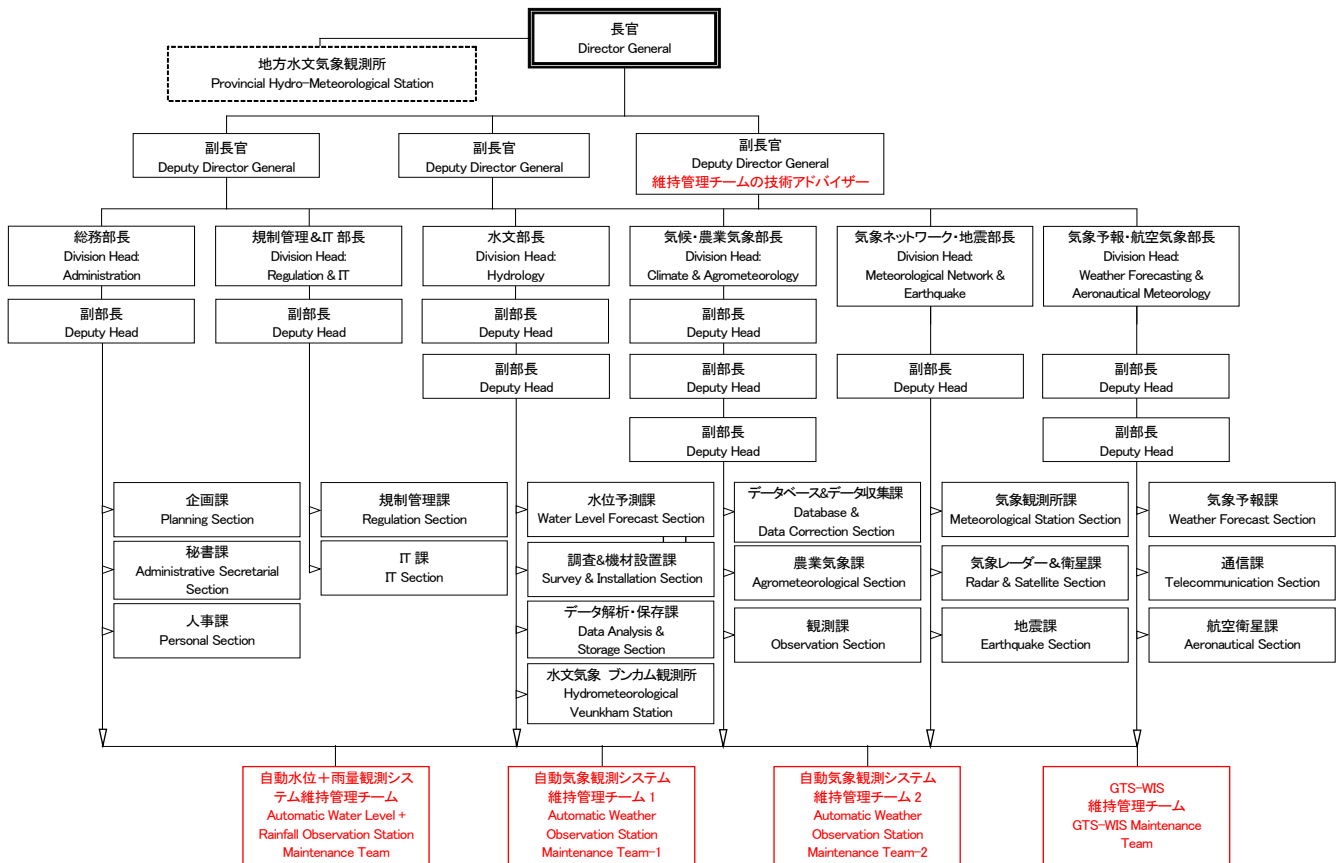 長官
Director General
地方水文気象観測所
Provincial Hydro-Meteorological Station
副長官
Deputy Director General
副長官
Deputy Director General
副長官
Deputy Director General
維持管理チームの技術アドバイザー
総務部長
Division Head:
Administration
規制管理&IT 部長
Division Head:
Regulation & IT
水文部長
Division Head:
Hydrology
気候・農業気象部長
Division Head:
Climate & Agrometeorology
気象ネットワーク・地震部長
Division Head:
Meteorological Network &
Earthquake
気象予報・航空気象部長
Division Head:
Weather Forecasting &
Aeronautical Meteorology
副部長
Deputy Head
副部長
Deputy Head
副部長
Deputy Head
副部長
Deputy Head
副部長
Deputy Head
副部長
Deputy Head
副部長
Deputy Head
副部長
Deputy Head
副部長
Deputy Head
副部長
Deputy Head
企画課
Planning Section
秘書課
Administrative Secretarial
Section
人事課
Personal Section
規制管理課
Regulation Section
IT 課
IT Section
水位予測課
Water Level Forecast Section
調査&機材設置課
Survey & Installation Section
データ解析・保存課
Data Analysis &
Storage Section
水文気象 ブンカム観測所
Hydrometeorological
Veunkham Station
データベース&データ収集課
Database &
Data Correction Section
農業気象課
Agrometeorological Section
観測課
Observation Section
気象観測所課
Meteorological Station Section
気象レーダー&衛星課
Radar & Satellite Section
地震課
Earthquake Section
気象予報課
Weather Forecast Section
通信課
Telecommunication Section
航空衛星課
Aeronautical Section
自動水位+雨量観測シス
テム維持管理チーム
Automatic Water Level +
Rainfall Observation Station
Maintenance Team
自動気象観測システム
維持管理チーム 1
Automatic Weather
Observation Station
Maintenance Team-1
自動気象観測システム
維持管理チーム 2
Automatic Weather
Observation Station
Maintenance Team-2
GTS-WIS
維持管理チーム
GTS-WIS Maintenance
Team